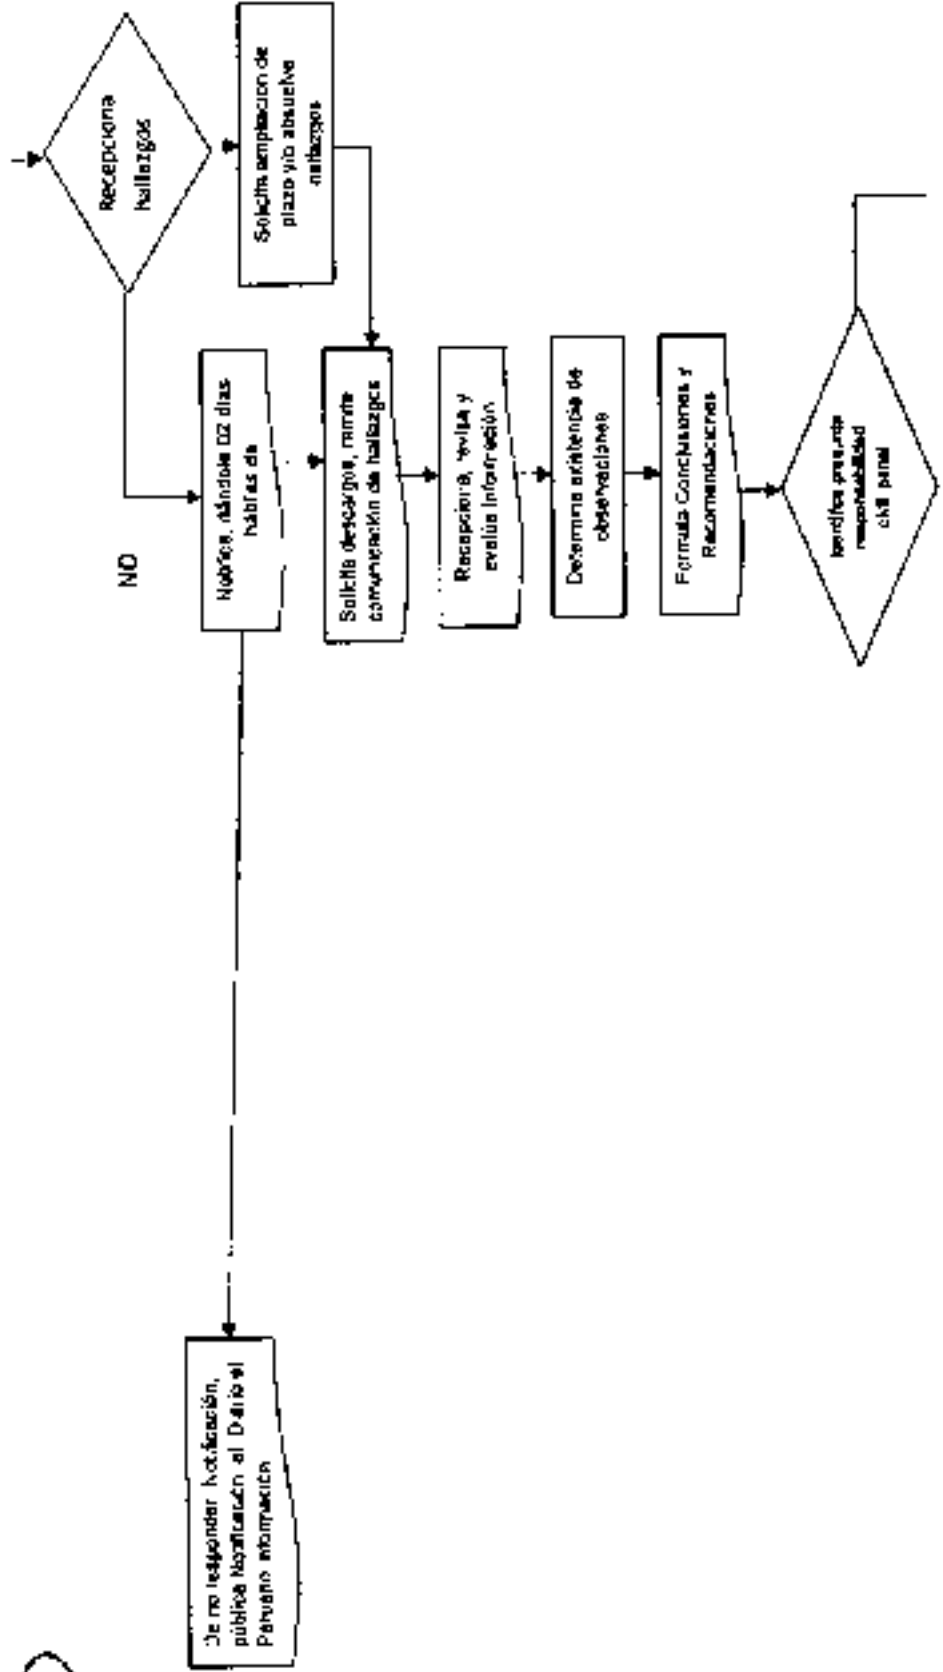 Recepciona
hallazgos
Solicita ampliación de
plazo y/o absuelve
hallazgos
NO
Notifica, dándole 02 días
hábiles de
Solicita descargos, remite
comunicación de hallazgos
Recepciona, revisa y
evalúa información
Determina existencia de
observaciones
Formula Conclusiones y
Recomendaciones
Identifica presunta
responsabilidad
civil penal
De no responder Notificación,
publica Notificación al Diario el
Peruano información